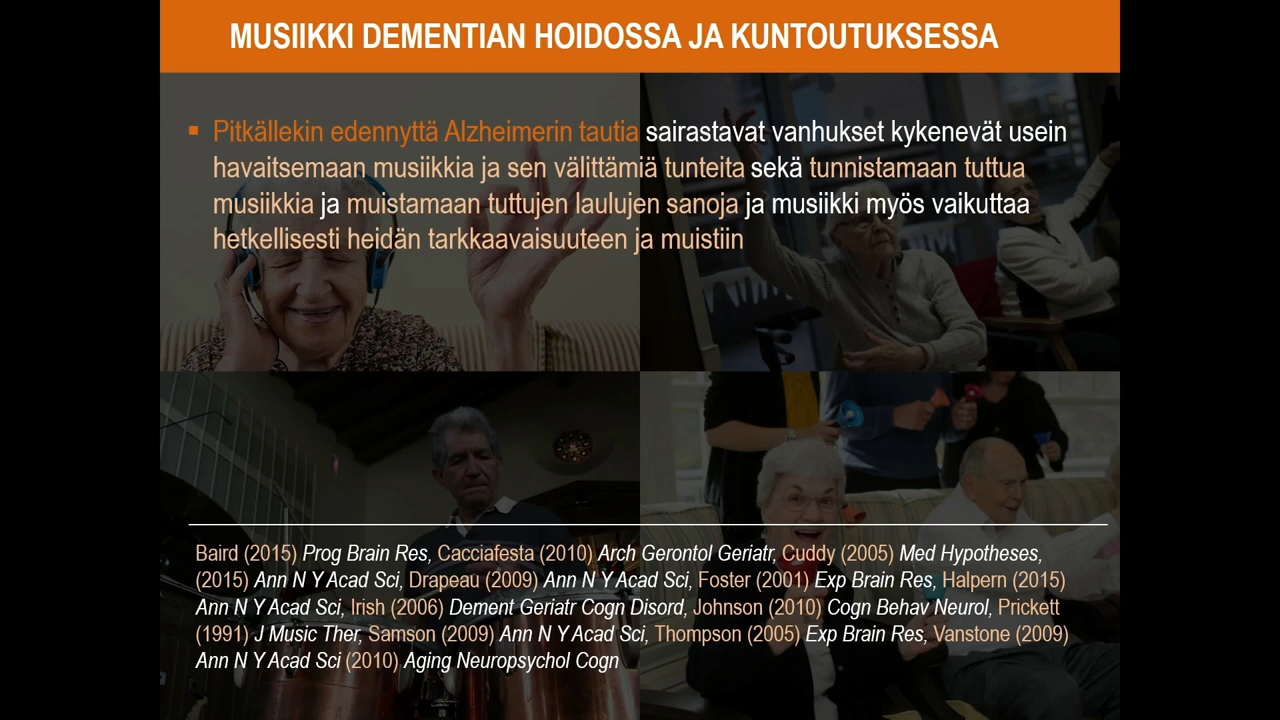 MUSIIKKI DEMENTIAN HOIDOSSA JA KUNTOUTUKSESSA
▪ Pitkällekin edennyttä Alzheimerin tautia sairastavat vanhukset kykenevät usein
havaitsemaan musiikkia ja sen välittämiä tunteita sekä tunnistamaan tuttua
musiikkia ja muistamaan tuttujen laulujen sanoja ja musiikki myös vaikuttaa
hetkellisesti heidän tarkkaavaisuuteen ja muistiin
Baird (2015) Prog Brain Res, Cacciafesta (2010) Arch Gerontol Geriatr, Cuddy (2005) Med Hypotheses,
(2015) Ann N Y Acad Sci, Drapeau (2009) Ann N Y Acad Sci, Foster (2001) Exp Brain Res, Halpern (2015)
Ann N Y Acad Sci, Irish (2006) Dement Geriatr Cogn Disord, Johnson (2010) Cogn Behav Neurol, Prickett
(1991) J Music Ther, Samson (2009) Ann N Y Acad Sci, Thompson (2005) Exp Brain Res, Vanstone (2009)
Ann N Y Acad Sci (2010) Aging Neuropsychol Cogn